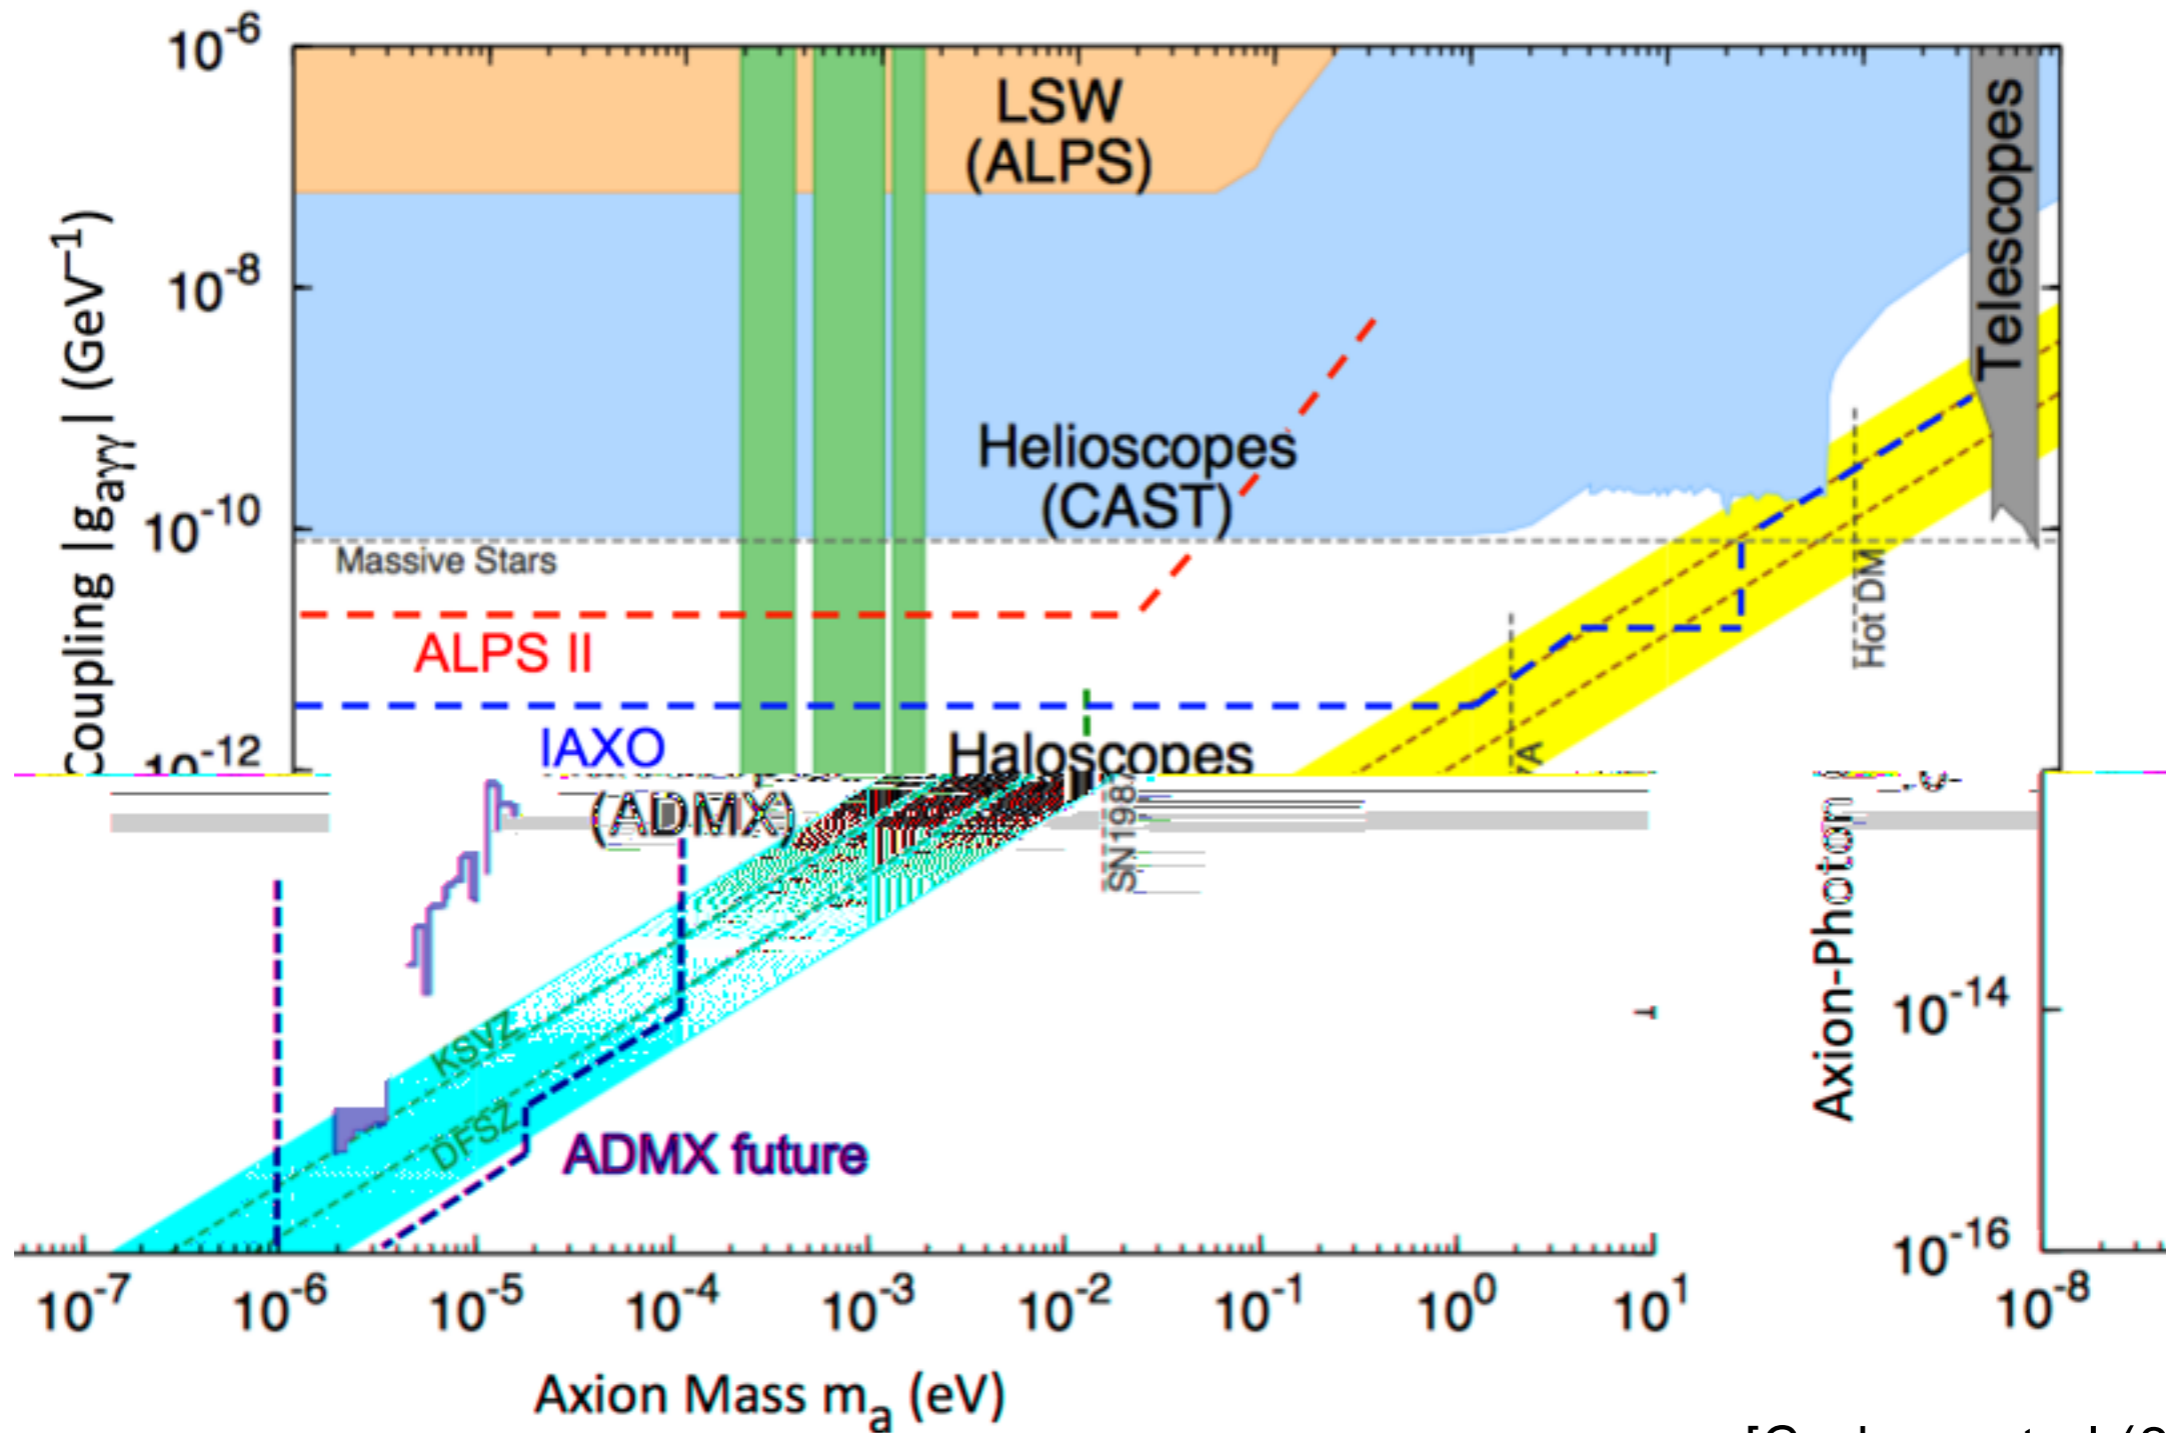 10-6
10-8
10-10
10-12
Coupling |gaγγ| (GeV−1)
LSW
(ALPS)
Telescopes
Helioscopes
(CAST)
Massive Stars
Hot DM
ALPS II
IAXO
Haloscopes
(ADMX)
SN1987A
Axion-Photon
10-14
10-16
KSVZ
DFSZ
ADMX future
10-7 10-6 10-5 10-4 10-3 10-2 10-1 100 101 10-8
Axion Mass ma (eV)